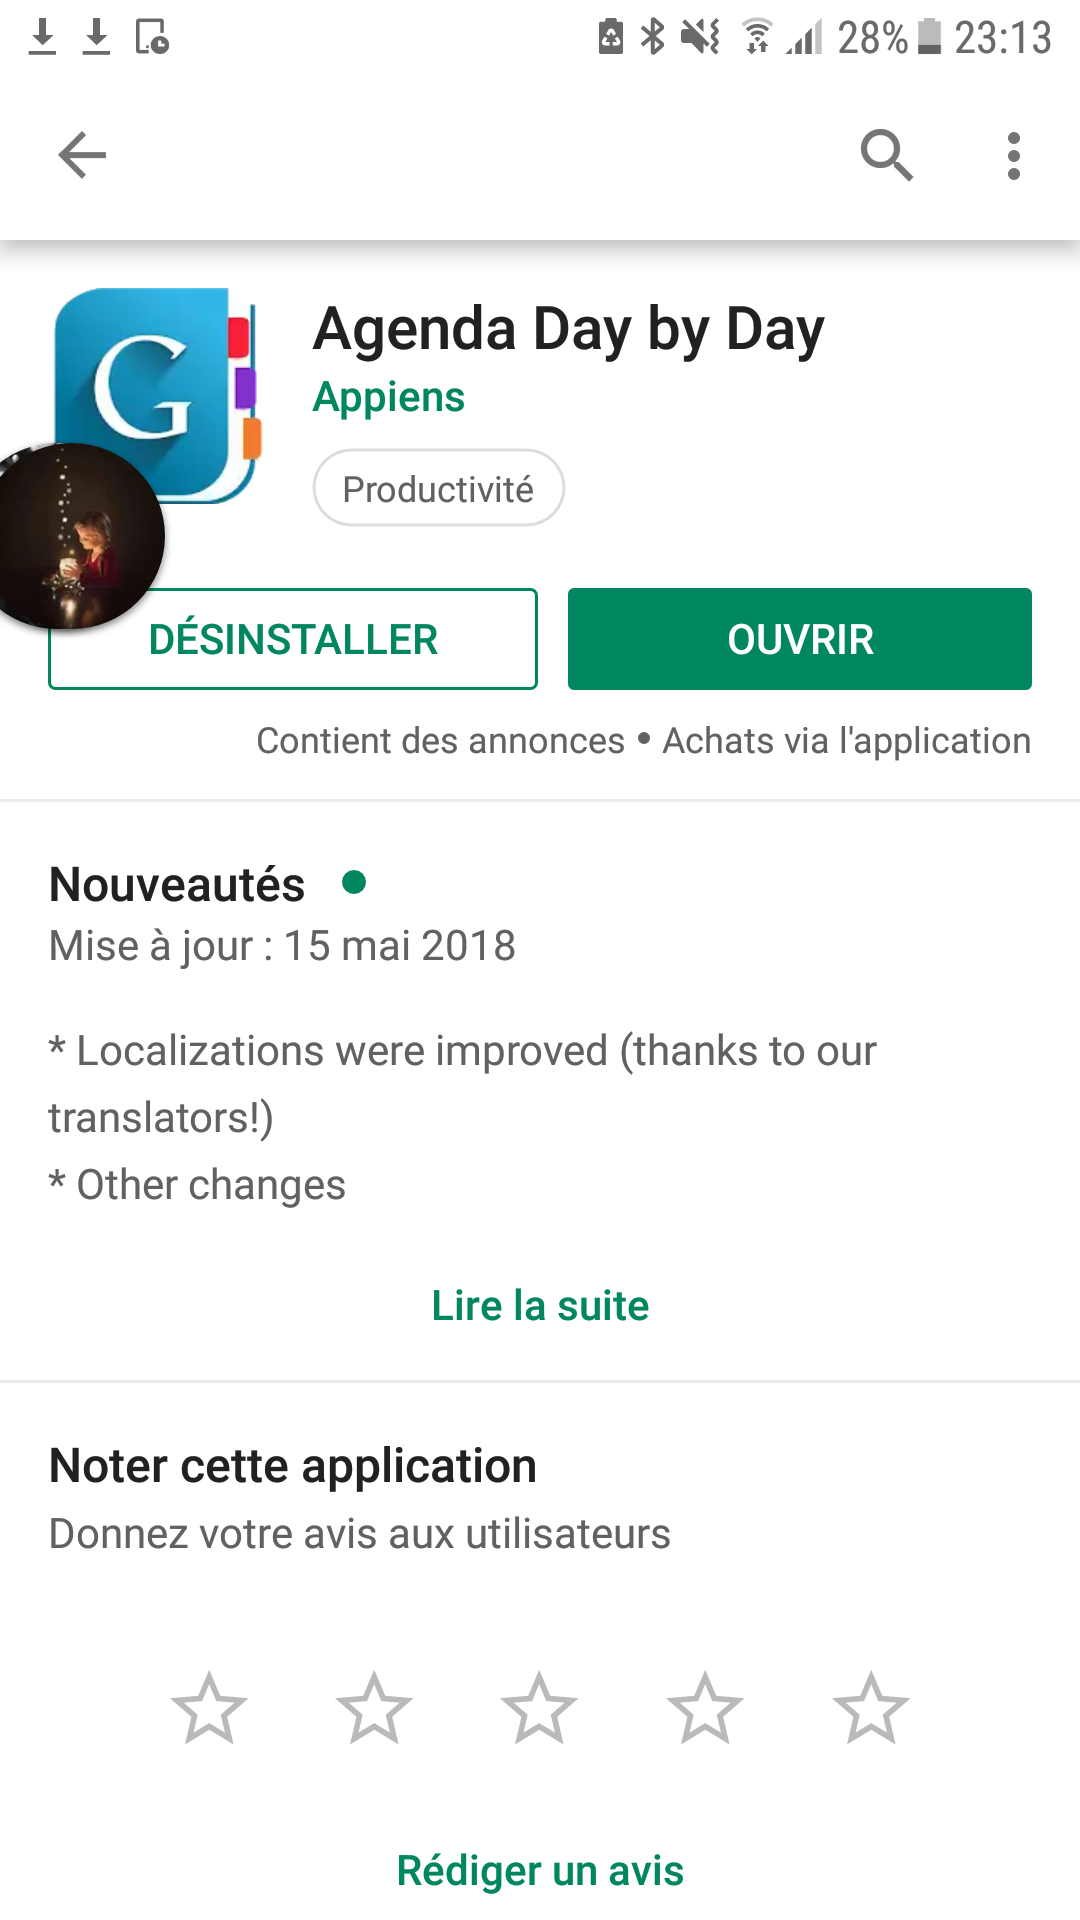 28% 23:13
G
Agenda Day by Day
Appiens
Productivité
DÉSINSTALLER
OUVRIR
Contient des annonces • Achats via l'application
Nouveautés
Mise à jour : 15 mai 2018
* Localizations were improved (thanks to our
translators!)
* Other changes
Lire la suite
Noter cette application
Donnez votre avis aux utilisateurs
Rédiger un avis